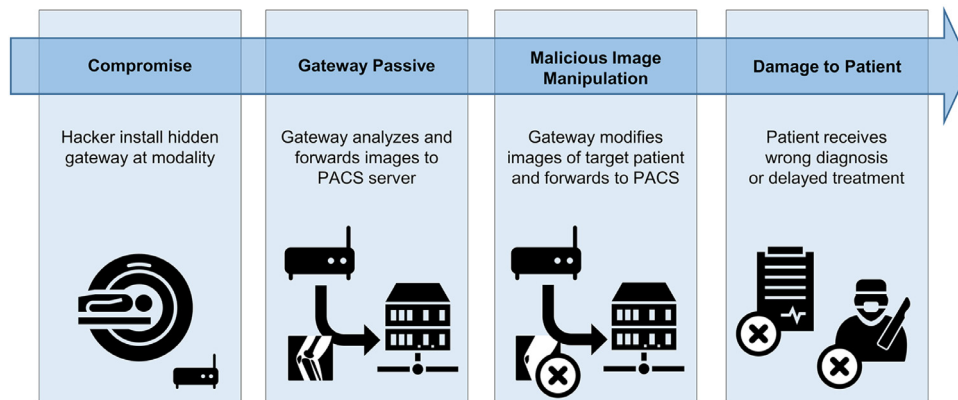 Compromise
Hacker install hidden
gateway at modality
Gateway Passive
Gateway analyzes and
forwards images to
PACS server
Malicious Image
Manipulation
Gateway modifies
images of target patient
and forwards to PACS
Damage to Patient
Patient receives
wrong diagnosis
or delayed treatment